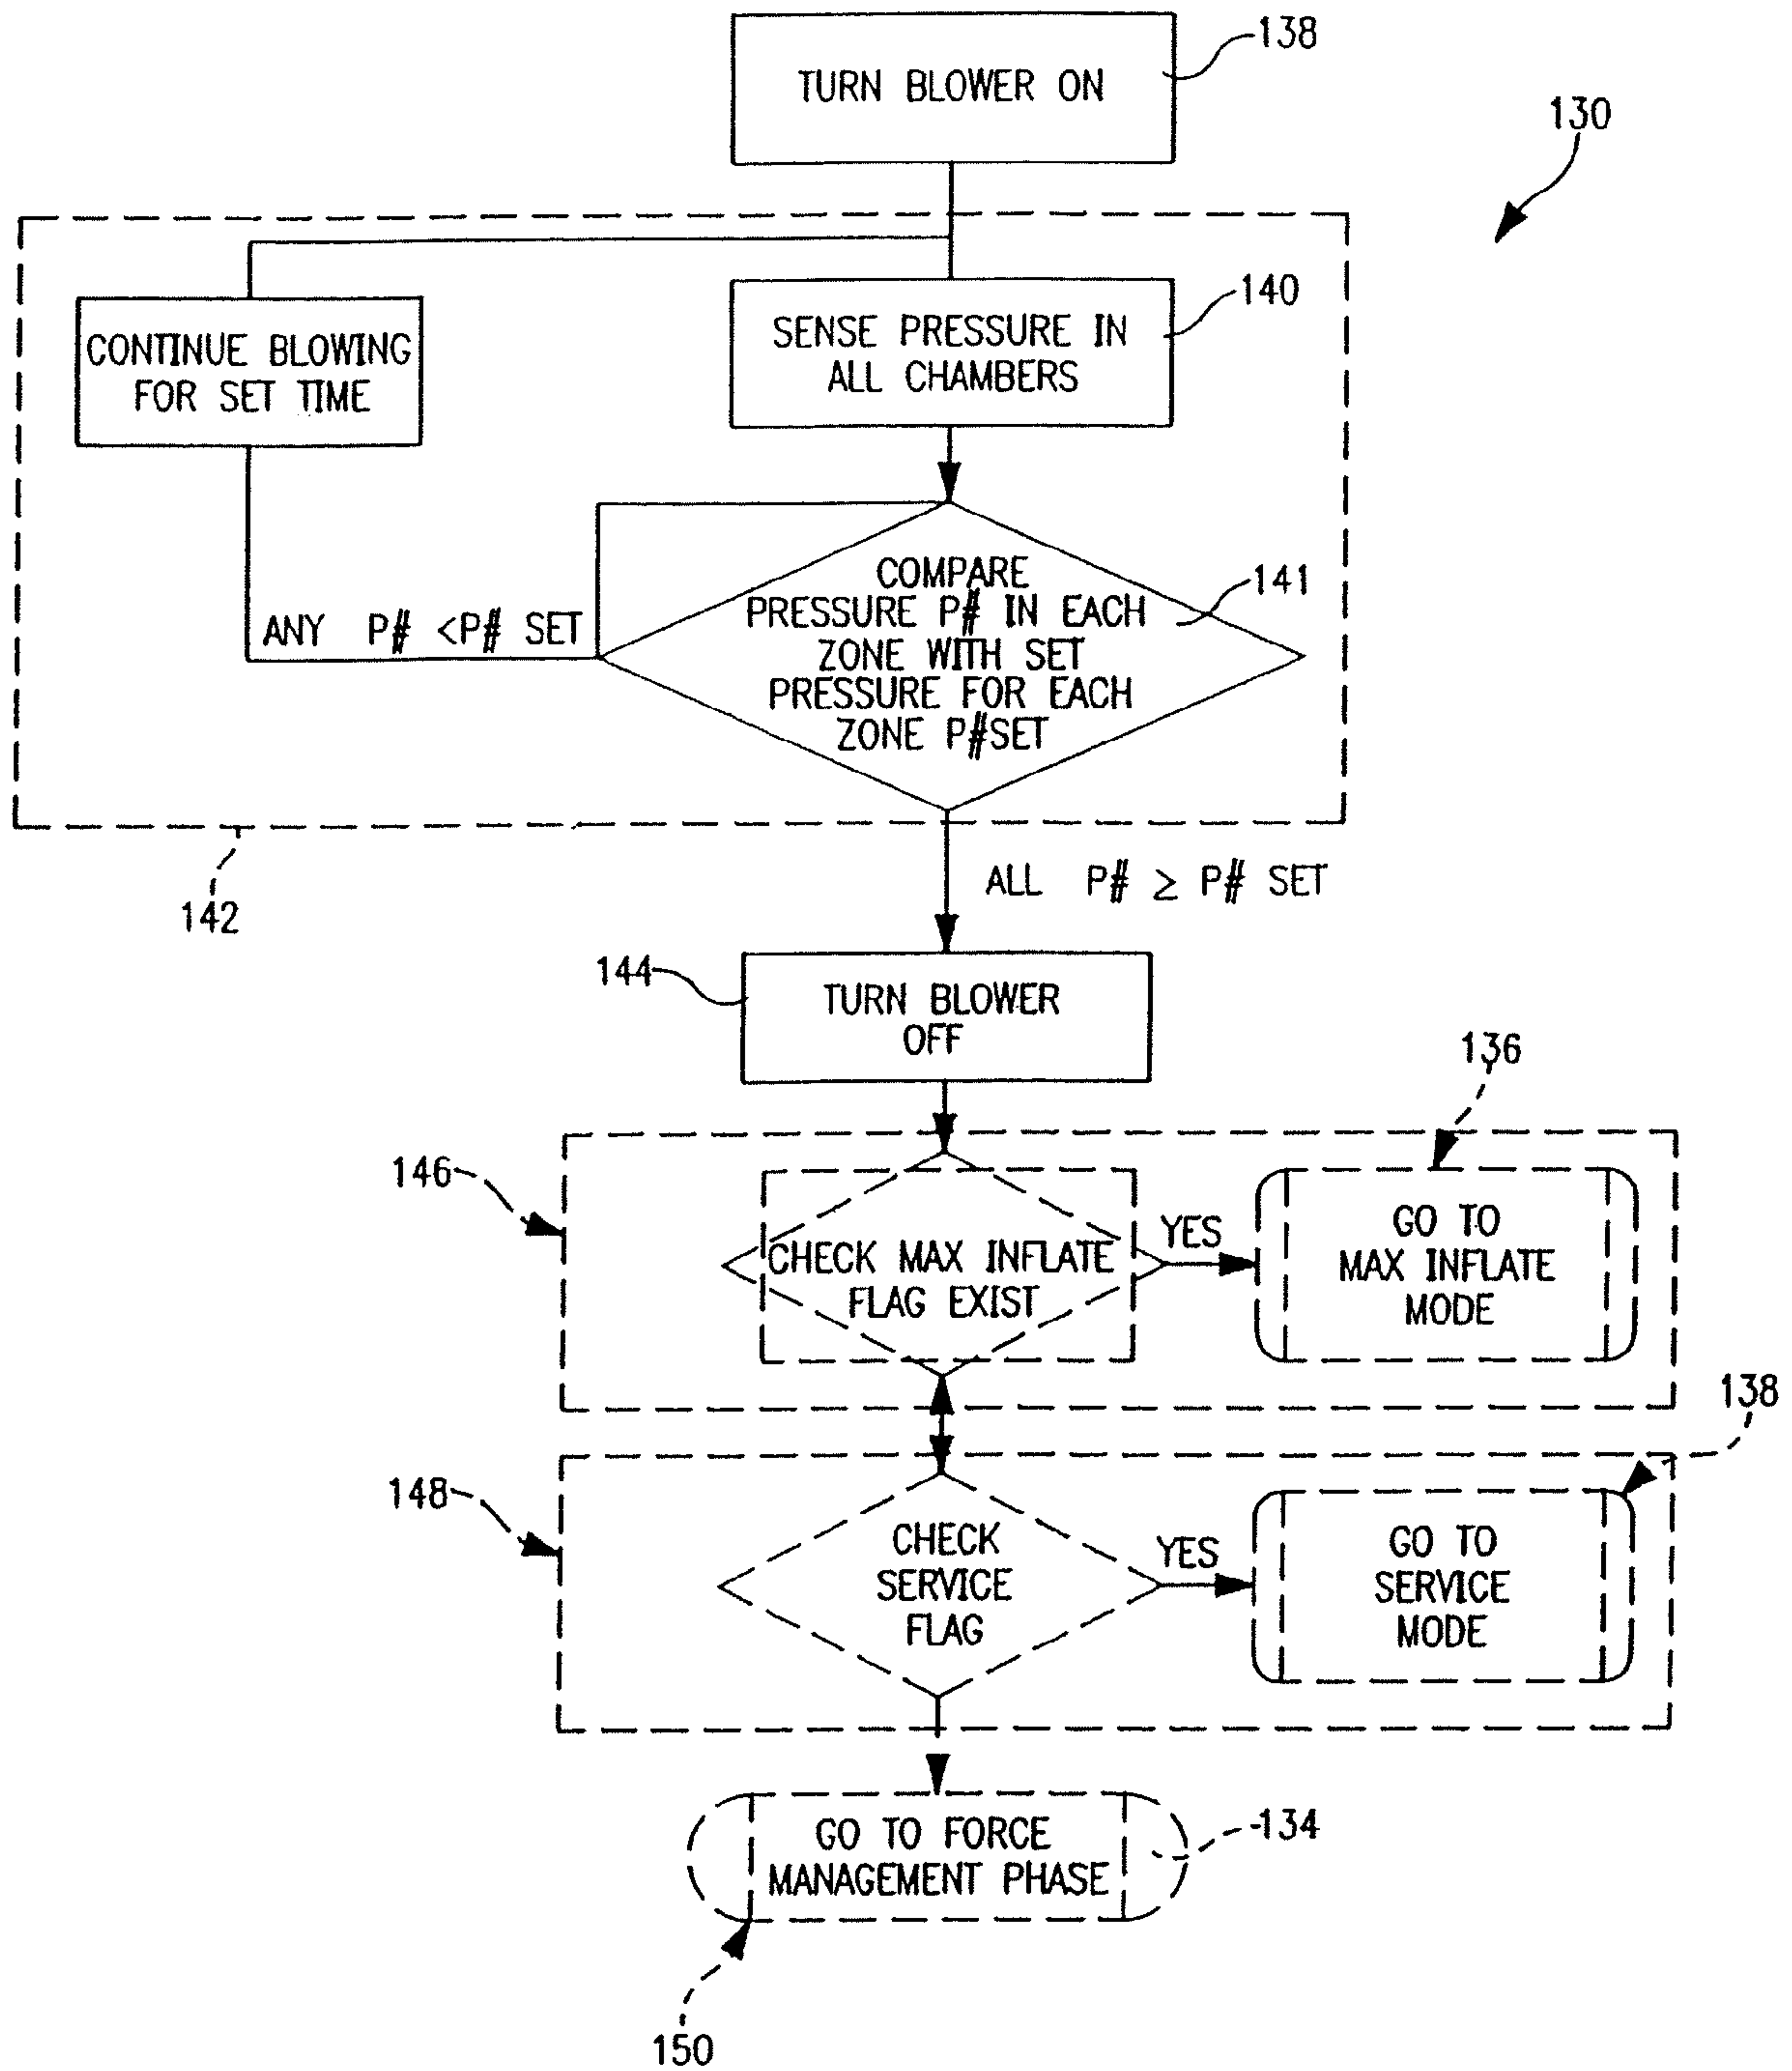 138
TURN BLOWER ON
130
140
SENSE PRESSURE IN
ALL CHAMBERS
CONTINUE BLOWING
FOR SET TIME
141
COMPARE
PRESSURE P# IN EACH
ZONE WITH SET
PRESSURE FOR EACH
ZONE P#SET
ANY P# <P# SET
142
ALL P# ≥ P# SET
144
TURN BLOWER
OFF
136
146
CHECK MAX INFLATE
FLAG EXIST
YES
GO TO
MAX INFLATE
MODE
138
148
CHECK
SERVICE
FLAG
YES
GO TO
SERVICE
MODE
GO TO FORCE
MANAGEMENT PHASE
134
150